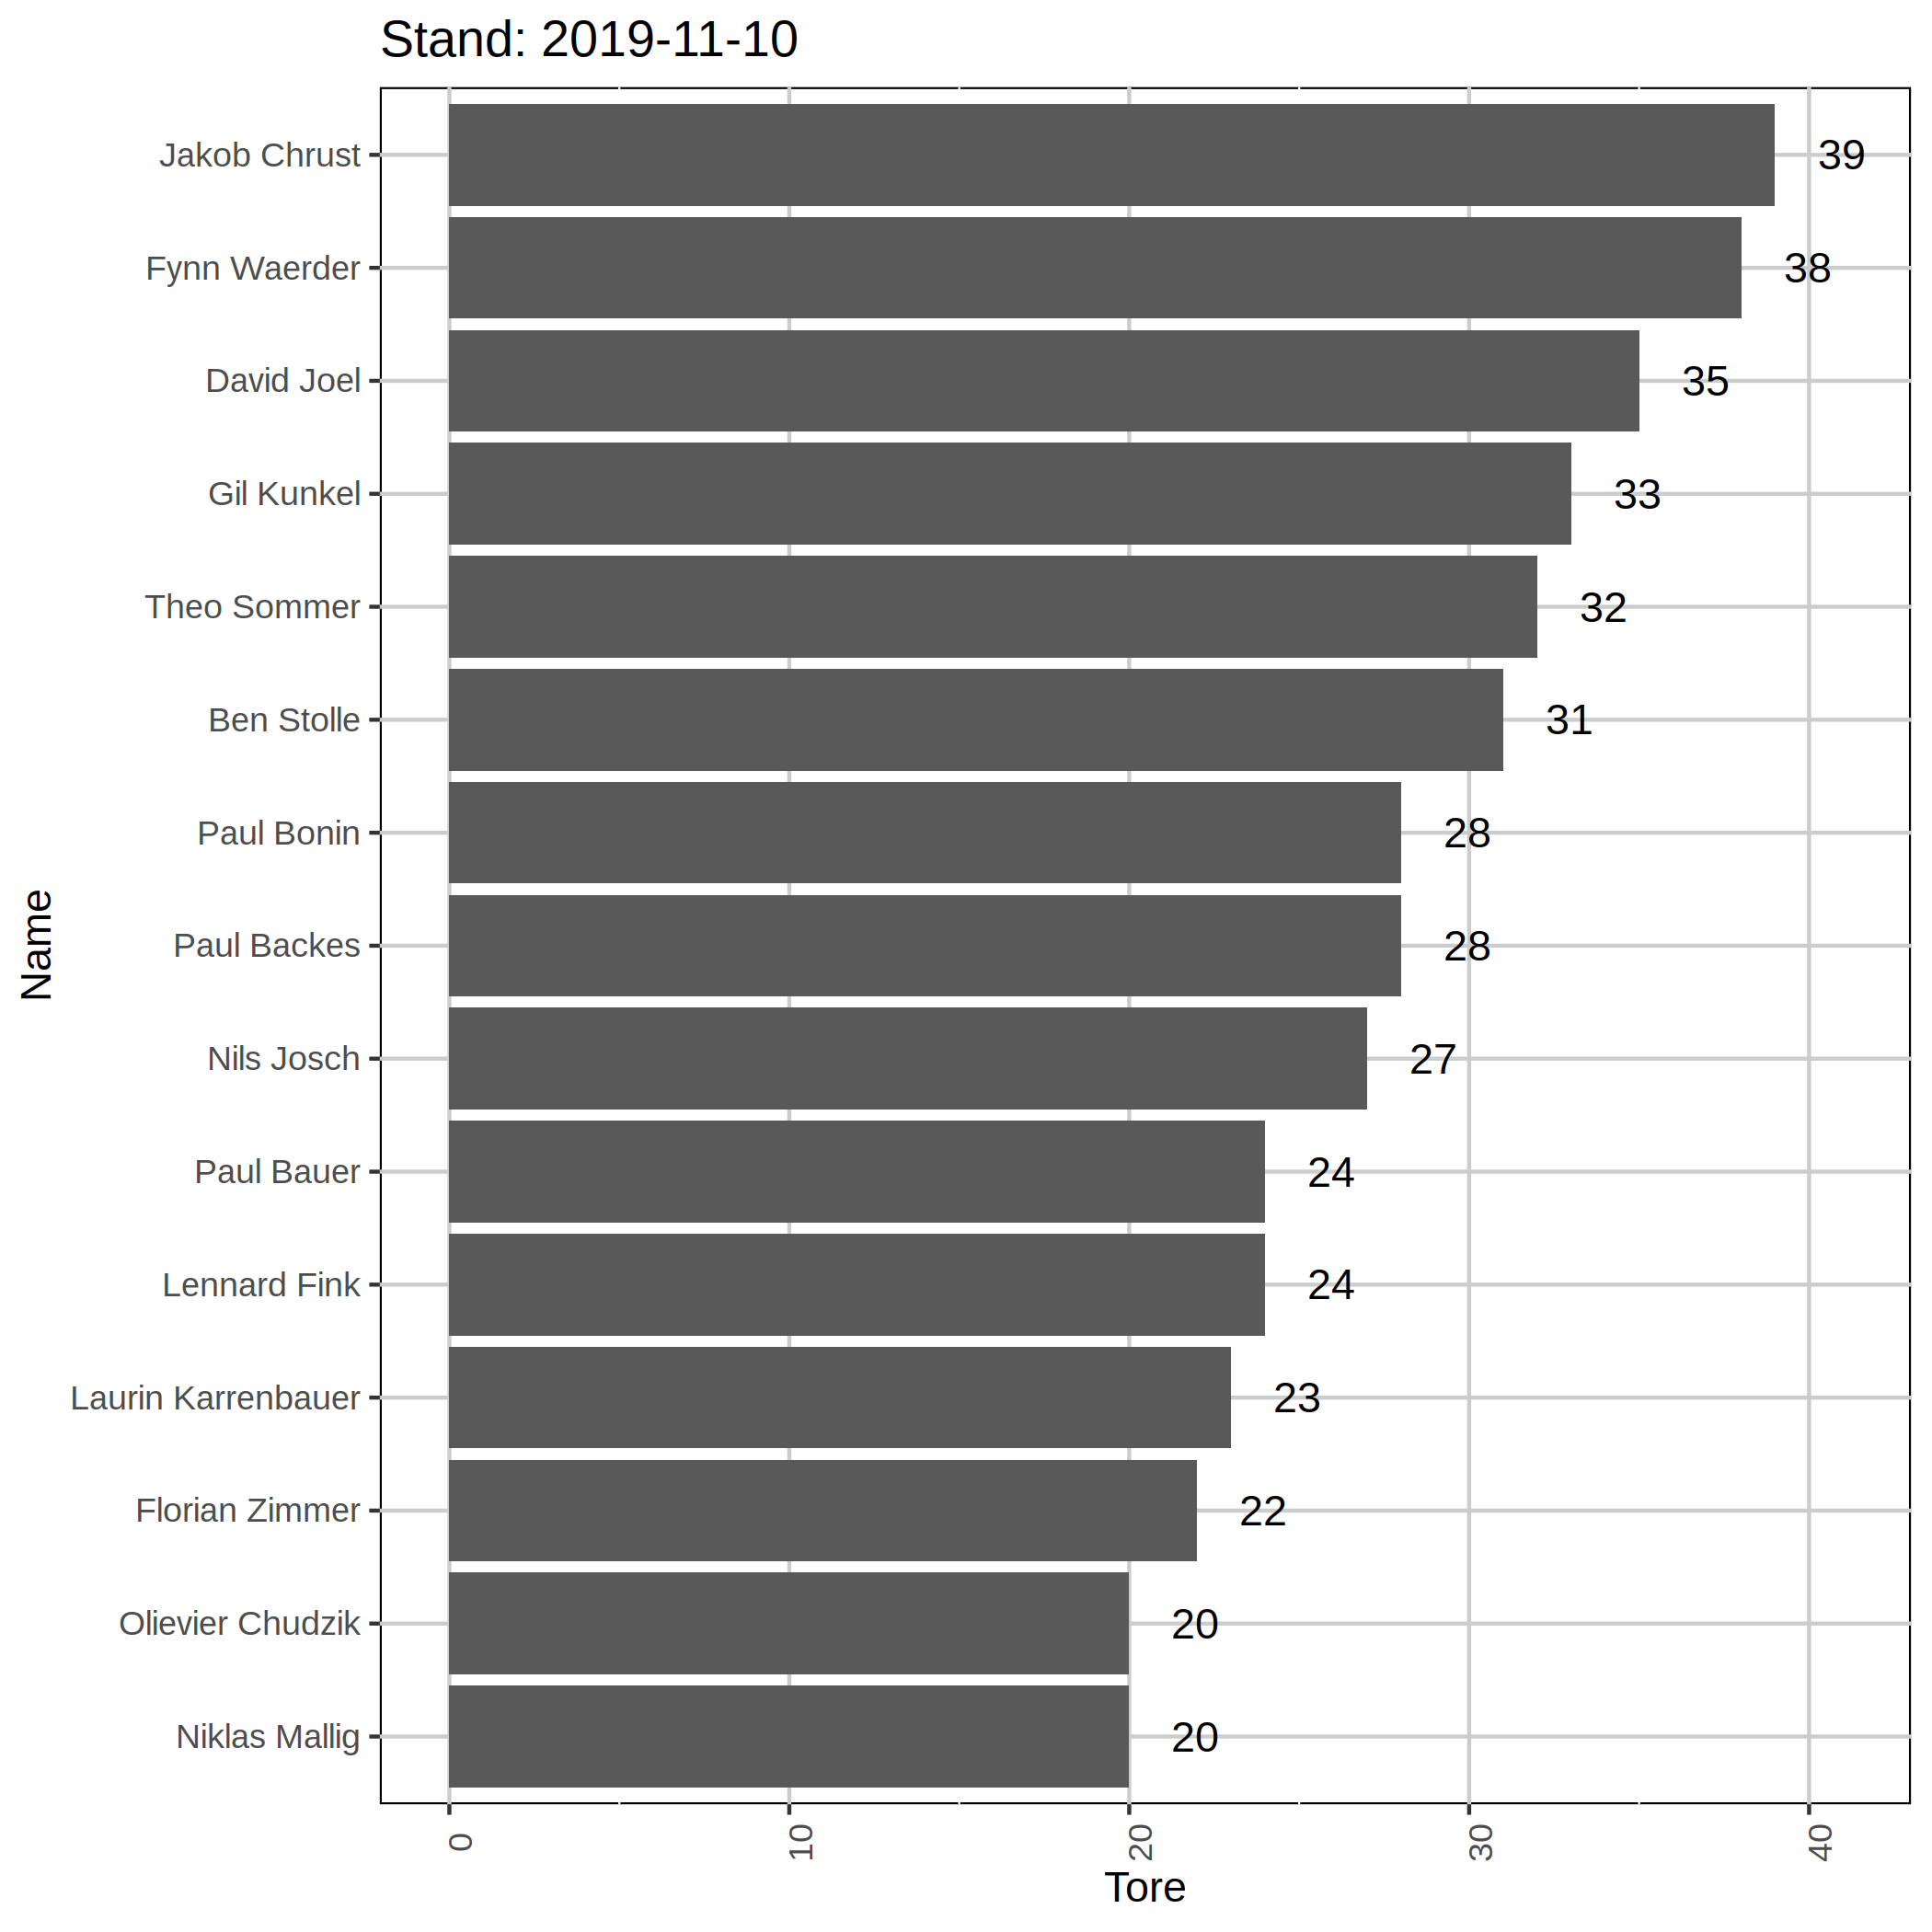 Stand: 2019-11-10
Jakob Chrust 39
Fynn Waerder 38
David Joel 35
Gil Kunkel 33
Theo Sommer 32
Ben Stolle 31
Paul Bonin 28
Paul Backes 28
Nils Josch 27
Paul Bauer 24
Lennard Fink 24
Laurin Karrenbauer 23
Florian Zimmer 22
Olievier Chudzik 20
Niklas Mallig 20
Name
0 10 20 30 40
Tore